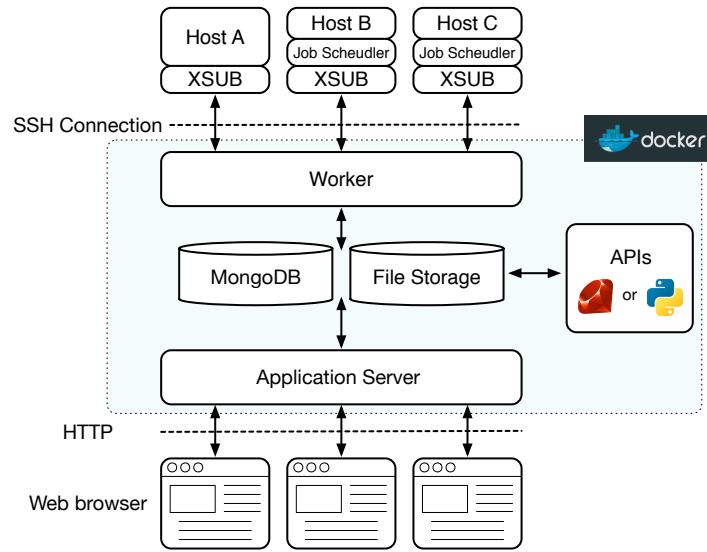 Host A
Host B
Host C
Job Scheudler
Job Scheudler
XSUB
XSUB
XSUB
SSH Connection
docker
Worker
MongoDB
File Storage
APIs
or
Application Server
HTTP
Web browser